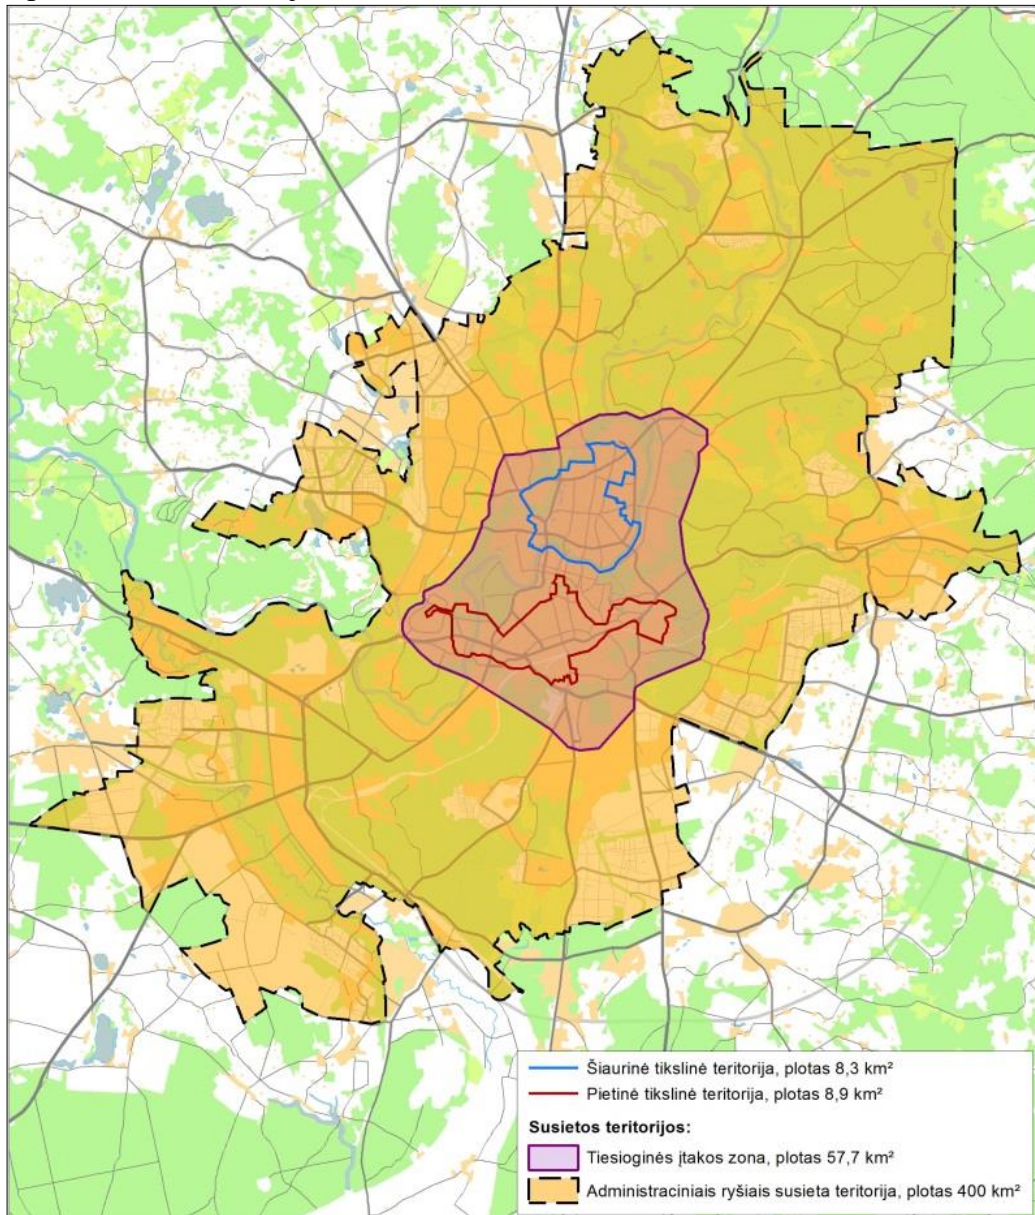 Šiaurinė tikslinė teritorija, plotas 8,3 km²
Pietinė tikslinė teritorija, plotas 8,9 km²
Susietos teritorijos:
Tiesioginės įtakos zona, plotas 57,7 km²
Administraciniais ryšiais susieta teritorija, plotas 400 km²